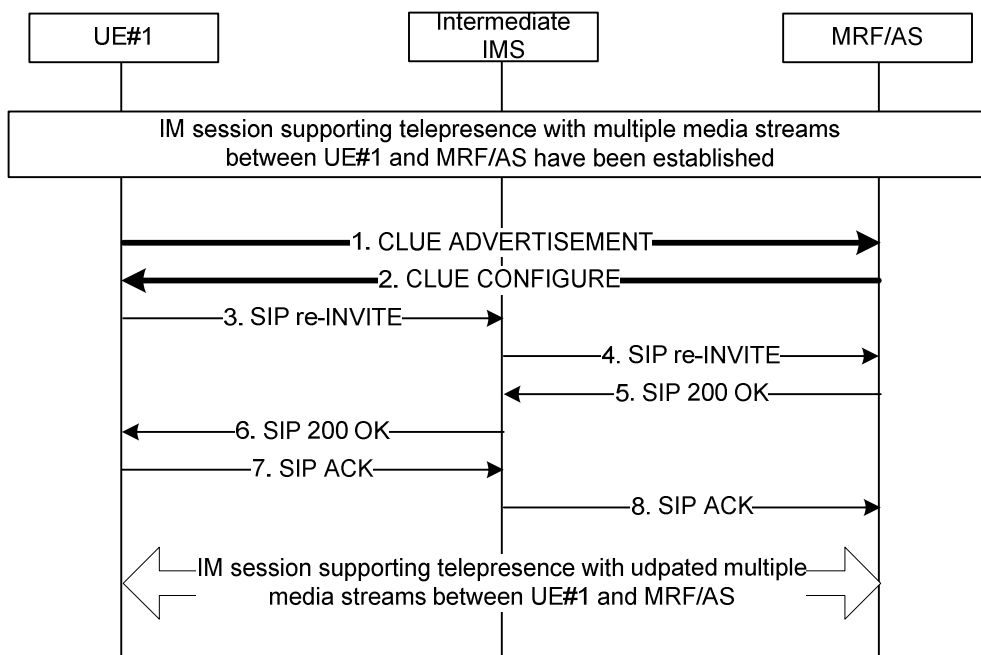 UE#1
Intermediate
IMS
MRF/AS
IM session supporting telepresence with multiple media streams
between UE#1 and MRF/AS have been established
1. CLUE ADVERTISEMENT
2. CLUE CONFIGURE
3. SIP re-INVITE
4. SIP re-INVITE
5. SIP 200 OK
6. SIP 200 OK
7. SIP ACK
8. SIP ACK
IM session supporting telepresence with udpated multiple
media streams between UE#1 and MRF/AS